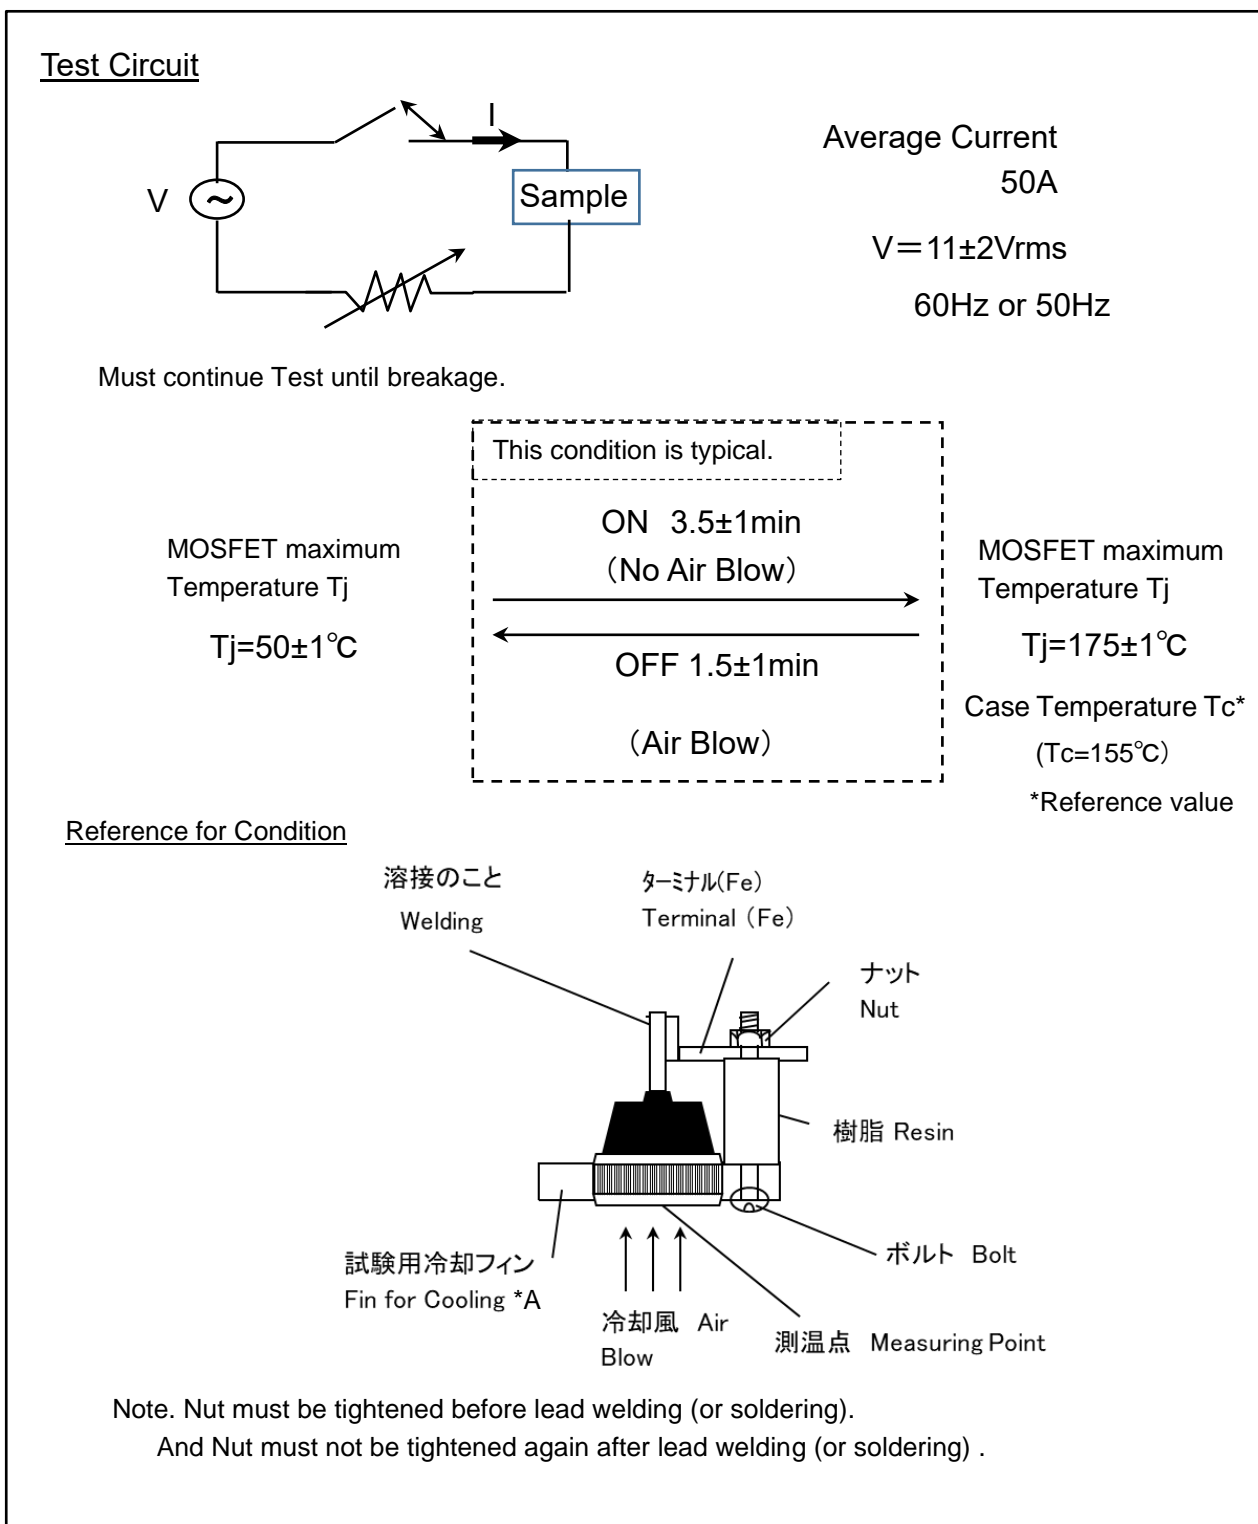 Test Circuit
I
V
~
Sample
Average Current
50A
V＝11±2Vrms
60Hz or 50Hz
Must continue Test until breakage.
This condition is typical.
ON 3.5±1min
（No Air Blow）
MOSFET maximum
Temperature Tj
Tj=50±1℃
OFF 1.5±1min
（Air Blow）
MOSFET maximum
Temperature Tj
Tj=175±1℃
Case Temperature Tc*
(Tc=155℃）
*Reference value
Reference for Condition
溶接のこと
Welding
ﾀｰﾐﾅﾙ(Fe)
Terminal（Fe）
ナット
Nut
樹脂 Resin
ボルト Bolt
試験用冷却フィン
Fin for Cooling *A
冷却風 Air
Blow
測温点 Measuring Point
Note. Nut must be tightened before lead welding (or soldering).
And Nut must not be tightened again after lead welding (or soldering) .